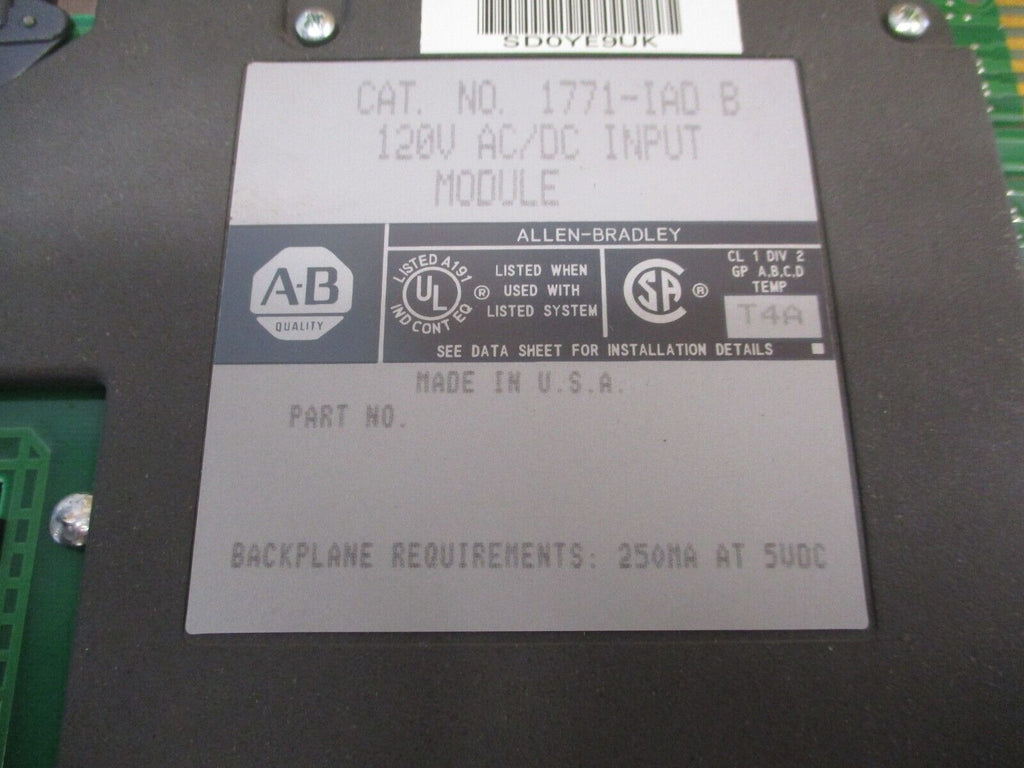 SD0YE9UK
CAT. NO. 1771-IAD B
120V AC/DC INPUT
MODULE
ALLEN-BRADLEY
A-B
QUALITY
LISTED A191
UL
®
IND CONT EQ
LISTED WHEN
USED WITH
LISTED SYSTEM
SA
®
CL 1 DIV 2
GP A,B,C,D
TEMP
T4A
SEE DATA SHEET FOR INSTALLATION DETAILS
MADE IN U.S.A.
PART NO.
BACKPLANE REQUIREMENTS: 250MA AT 5VDC